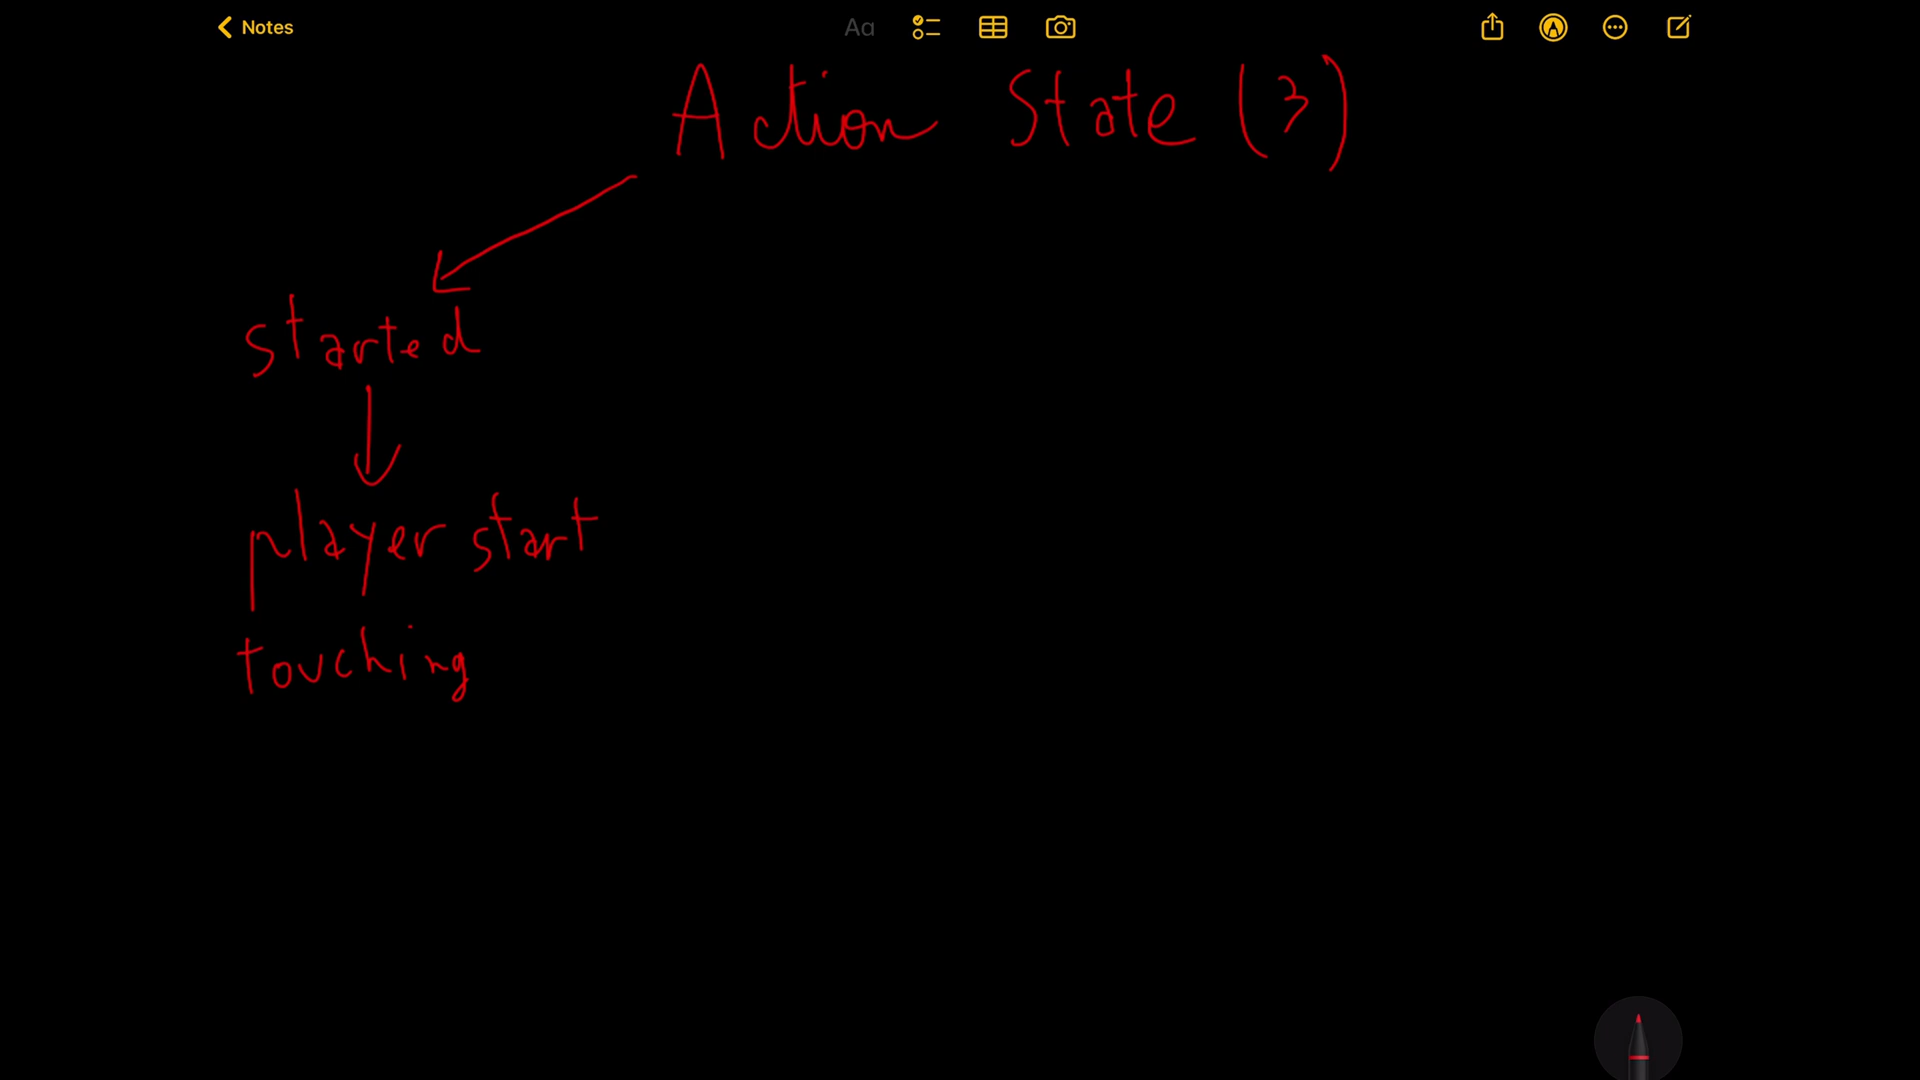 Notes
Aa
Action State (3)
started
player start
touching